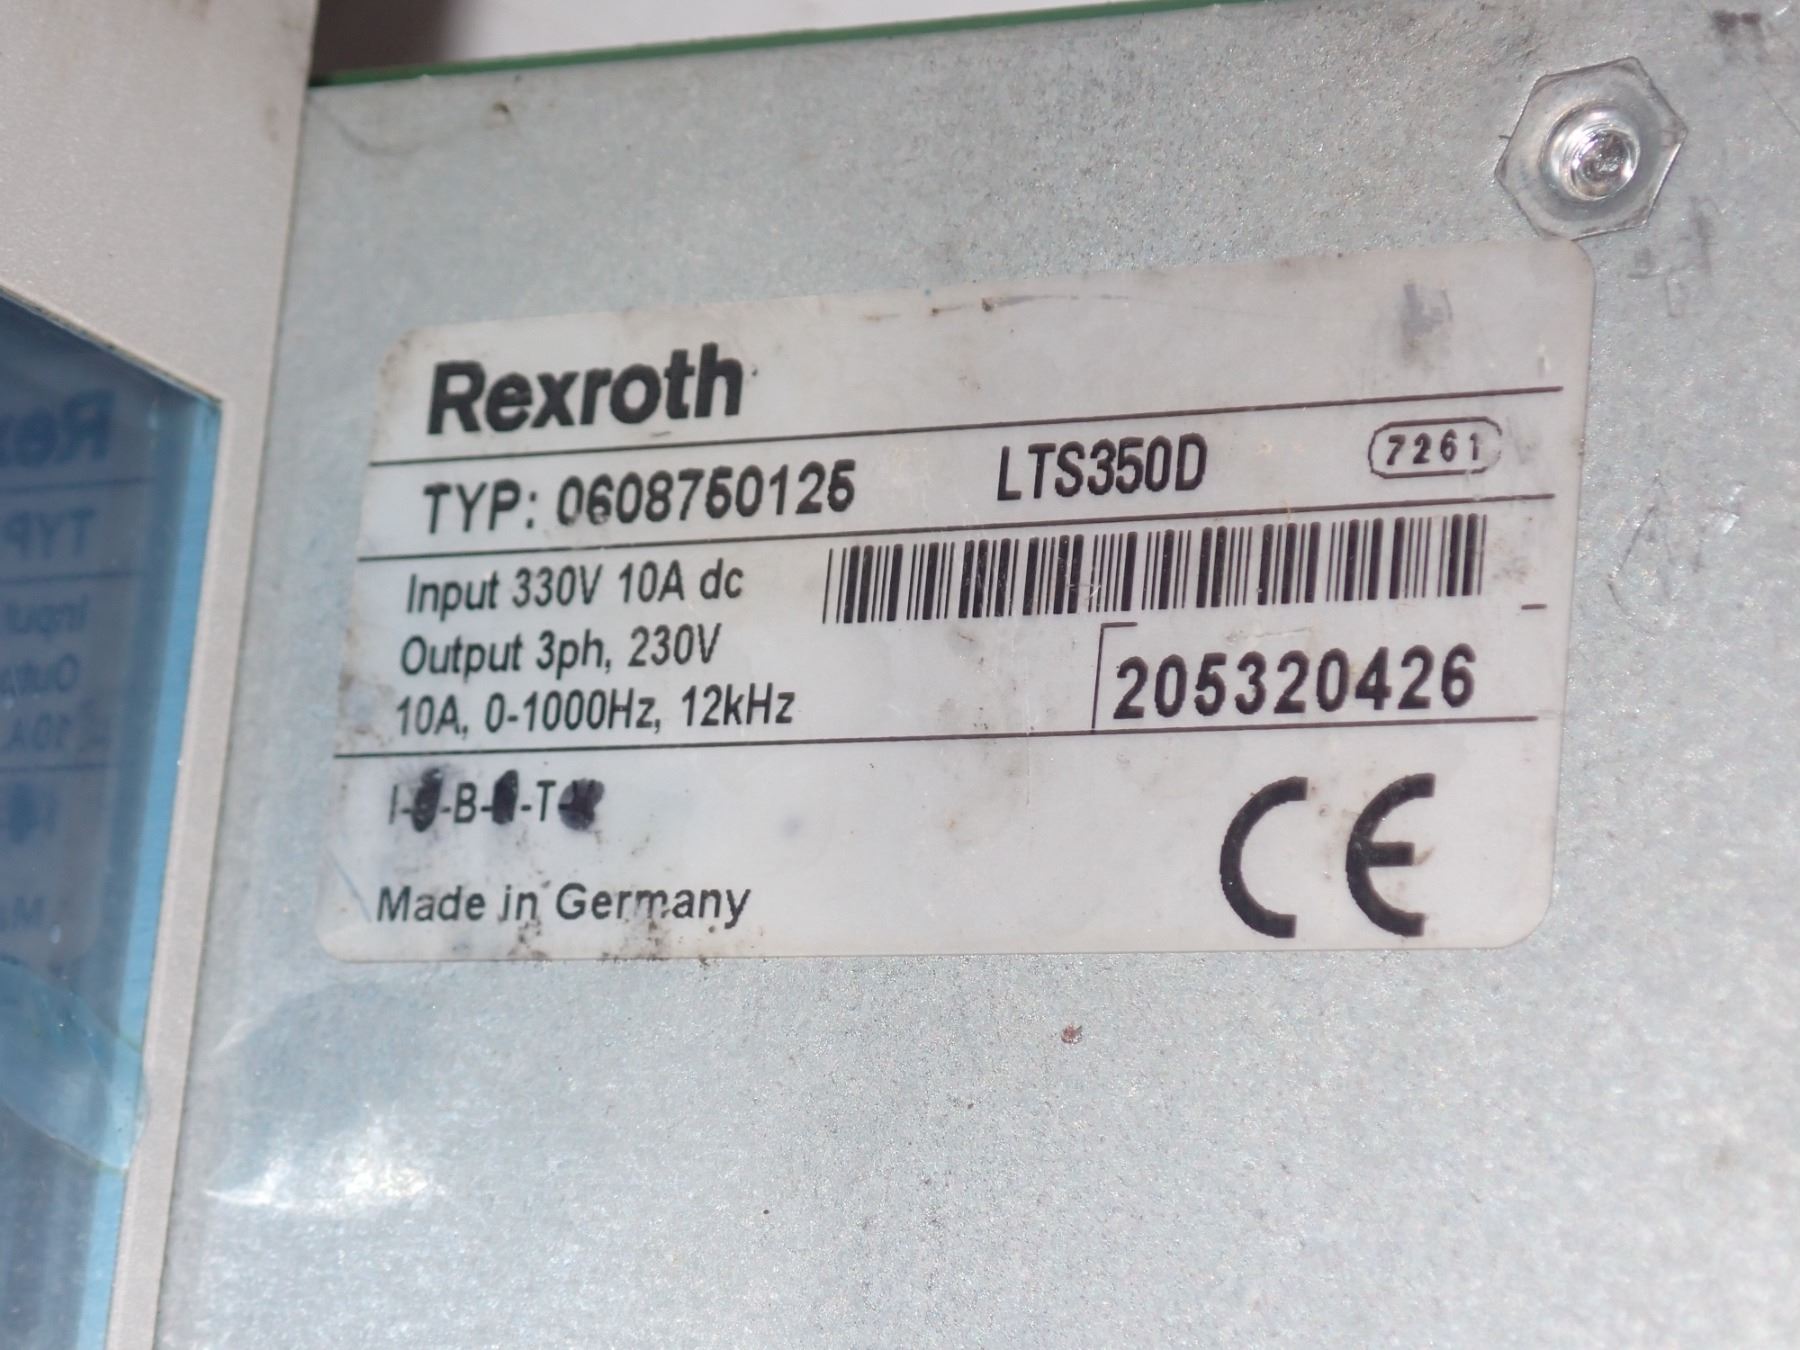 Rexroth
TYP: 0608750125 LTS350D 7261
Input 330V 10A dc
Output 3ph, 230V
10A, 0-1000Hz, 12kHz
205320426
I- -B- -T-
Made in Germany
CE